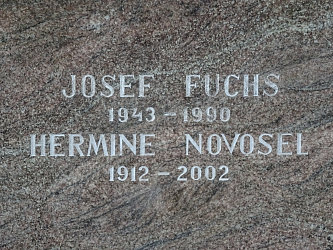 JOSEF FUCHS
1943 – 1990
HERMINE NOVOSEL
1912 – 2002